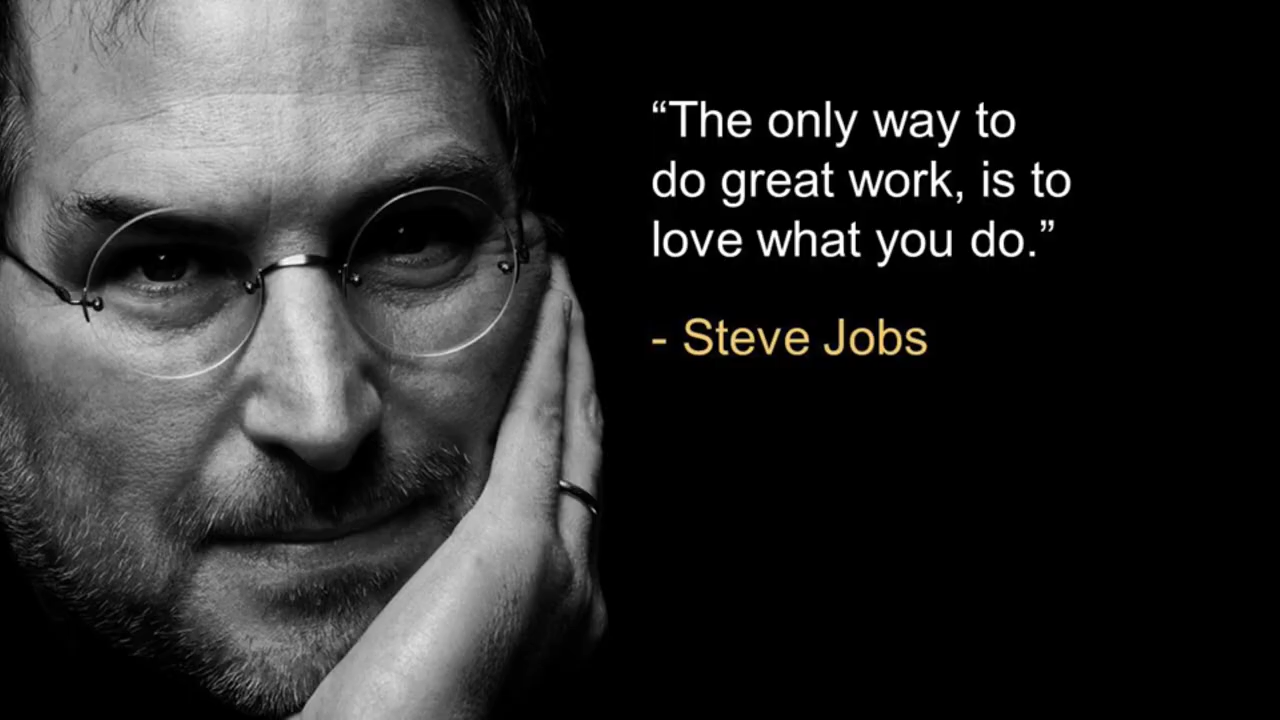 “The only way to
do great work, is to
love what you do.”
- Steve Jobs